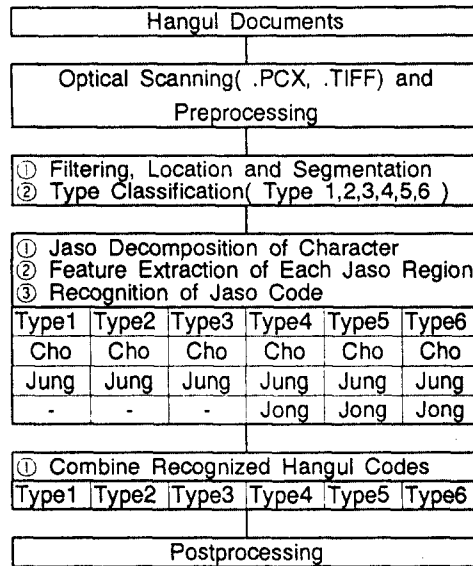 Hangul Documents
Optical Scanning( .PCX, .TIFF) and
Preprocessing
① Filtering, Location and Segmentation
② Type Classification( Type 1,2,3,4,5,6 )
① Jaso Decomposition of Character
② Feature Extraction of Each Jaso Region
③ Recognition of Jaso Code
Type1 Type2 Type3 Type4 Type5 Type6
Cho Cho Cho Cho Cho Cho
Jung Jung Jung Jung Jung Jung
- - - Jong Jong Jong
① Combine Recognized Hangul Codes
Type1 Type2 Type3 Type4 Type5 Type6
Postprocessing